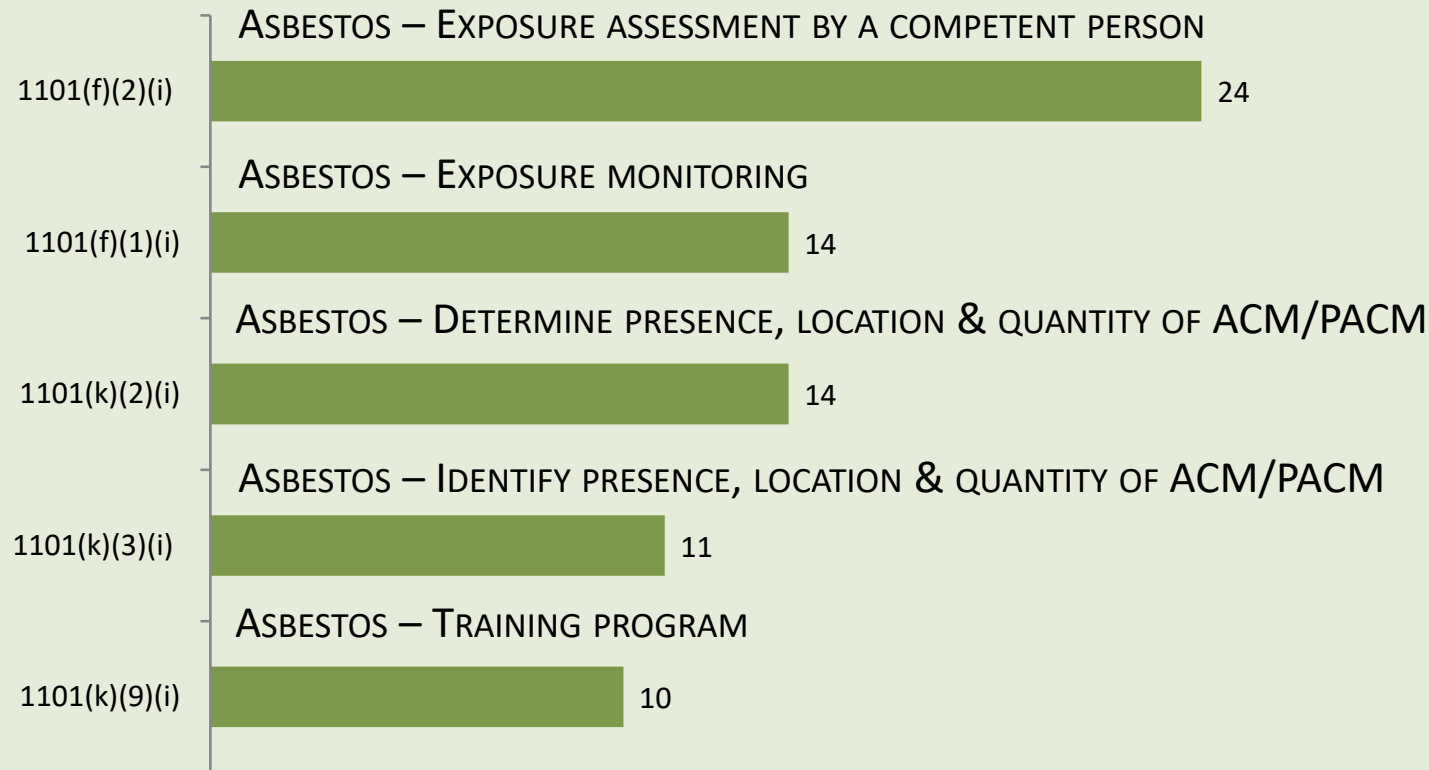 Asbestos – Exposure assessment by a competent person
1101(f)(2)(i)
24
Asbestos – Exposure monitoring
1101(f)(1)(i)
14
Asbestos – Determine presence, location & quantity of ACM/PACM
1101(k)(2)(i)
14
Asbestos – Identify presence, location & quantity of ACM/PACM
1101(k)(3)(i)
11
Asbestos – Training program
1101(k)(9)(i)
10